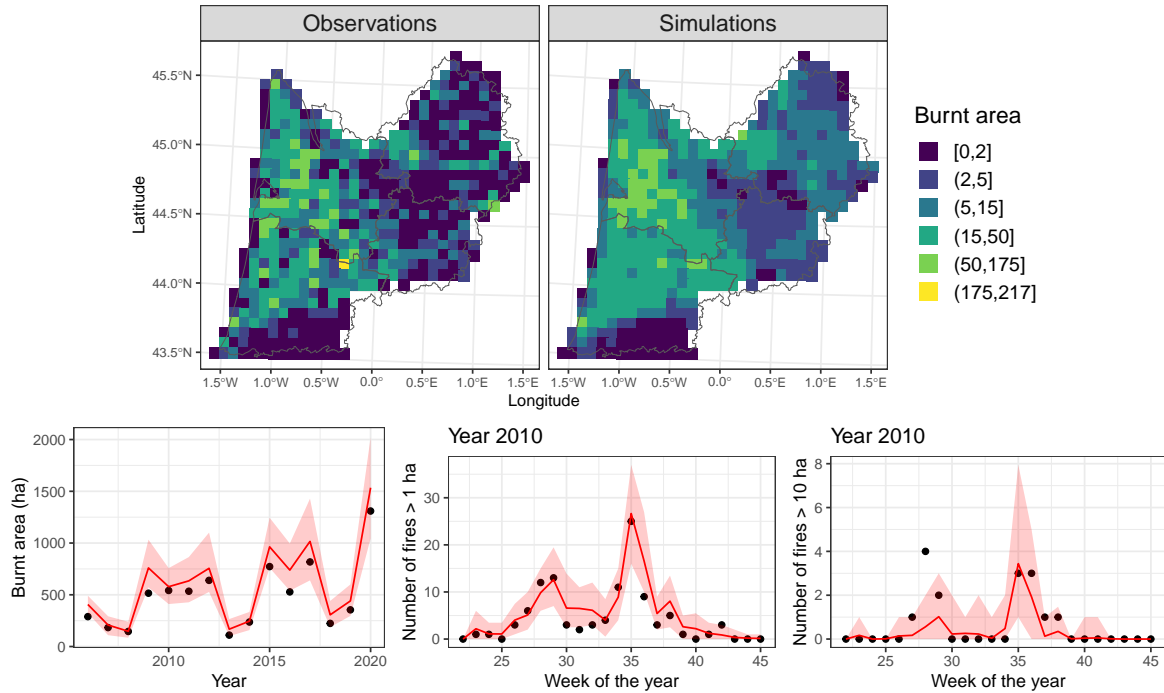 Observations
Simulations
45.5°N
45.0°N
44.5°N
44.0°N
43.5°N
Latitude
1.5°W 1.0°W 0.5°W 0.0° 0.5°E 1.0°E 1.5°E
1.5°W 1.0°W 0.5°W 0.0° 0.5°E 1.0°E 1.5°E
Longitude
Burnt area
[0,2]
(2,5]
(5,15]
(15,50]
(50,175]
(175,217]
2000
1500
1000
500
0
Burnt area (ha)
2010 2015 2020
Year
Year 2010
30
20
10
0
Number of fires > 1 ha
25 30 35 40 45
Week of the year
Year 2010
8
6
4
2
0
Number of fires > 10 ha
25 30 35 40 45
Week of the year